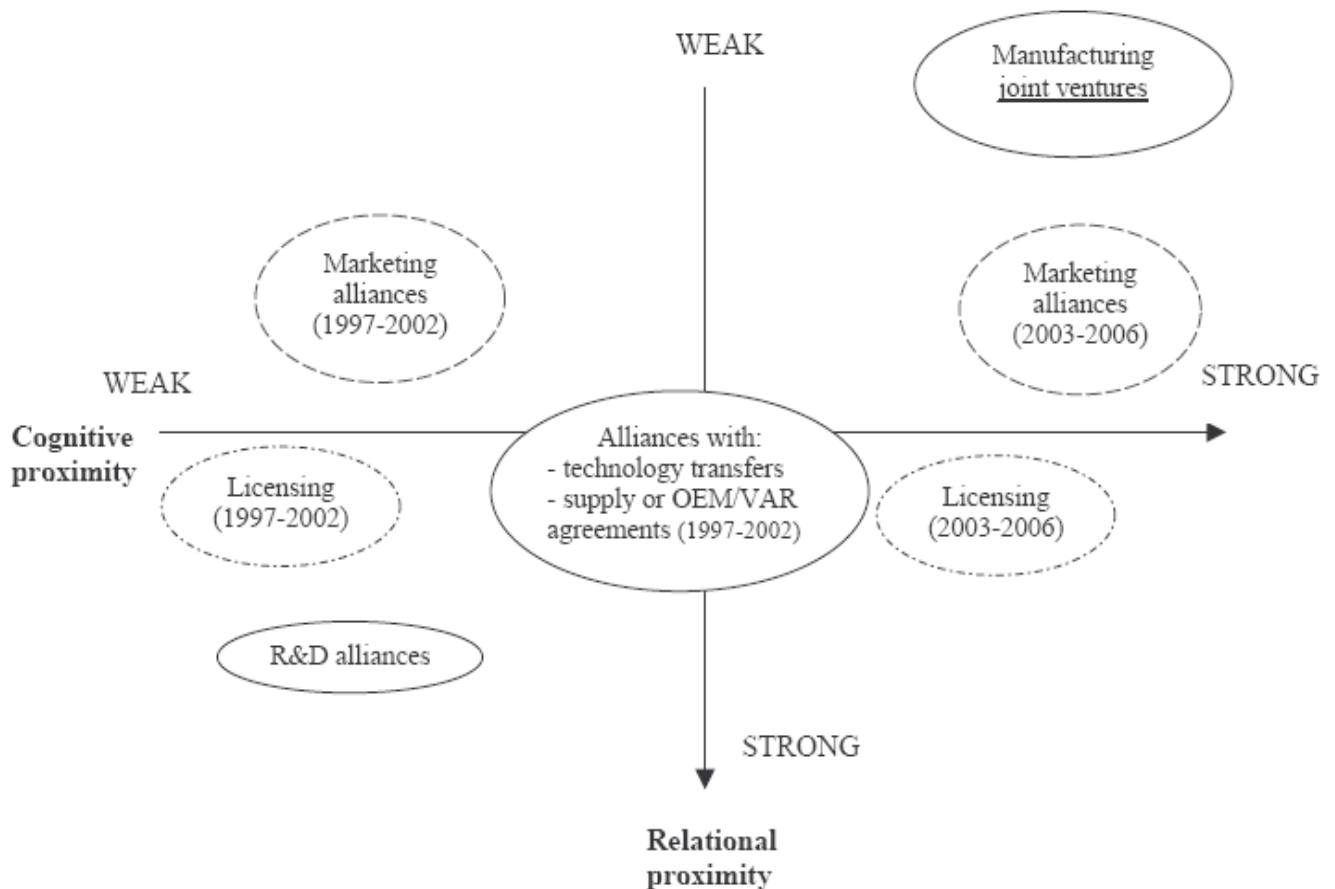 WEAK
Manufacturing
joint ventures
Marketing
alliances
(1997-2002)
Marketing
alliances
(2003-2006)
WEAK
STRONG
Cognitive
proximity
Alliances with:
- technology transfers
- supply or OEM/VAR
agreements (1997-2002)
Licensing
(1997-2002)
Licensing
(2003-2006)
R&D alliances
STRONG
Relational
proximity